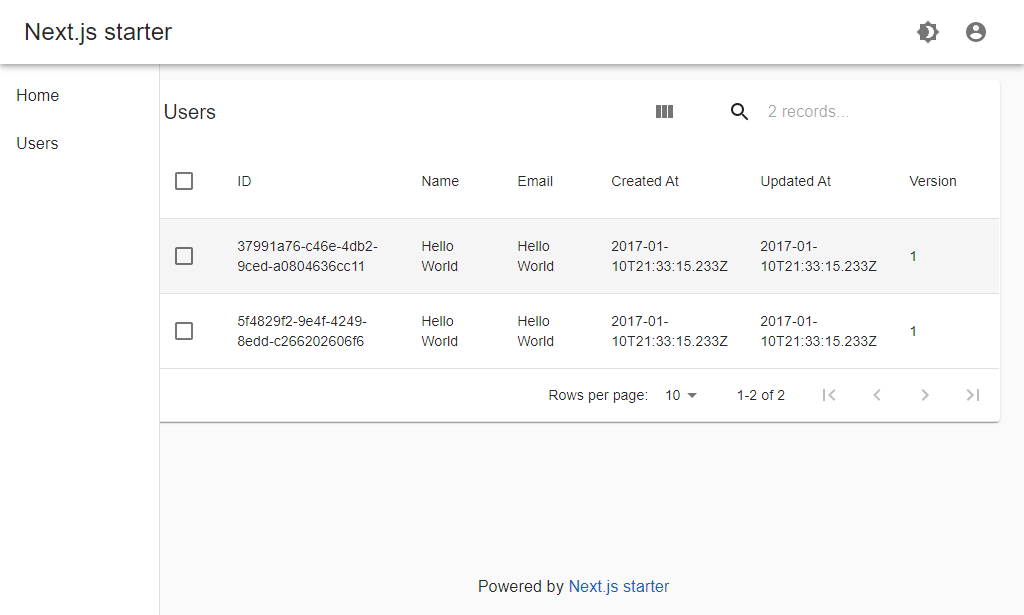 Next.js starter
Home
Users
Users
2 records...
ID Name Email Created At Updated At Version
37991a76-c46e-4db2- Hello Hello 2017-01- 2017-01-
9ced-a0804636cc11 World World 10T21:33:15.233Z 10T21:33:15.233Z 1
5f4829f2-9e4f-4249- Hello Hello 2017-01- 2017-01-
8edd-c266202606f6 World World 10T21:33:15.233Z 10T21:33:15.233Z 1
Rows per page: 10 1-2 of 2
Powered by Next.js starter